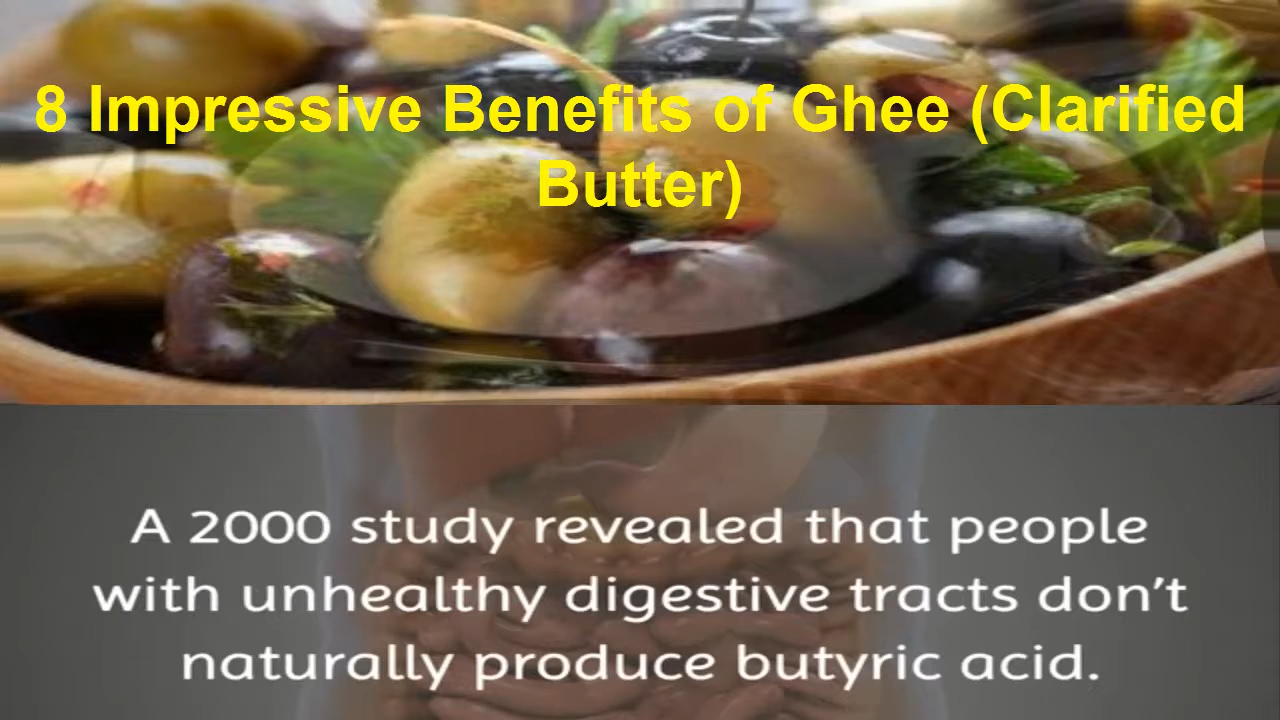 8 Impressive Benefits of Ghee (Clarified
Butter)
A 2000 study revealed that people
with unhealthy digestive tracts don't
naturally produce butyric acid.